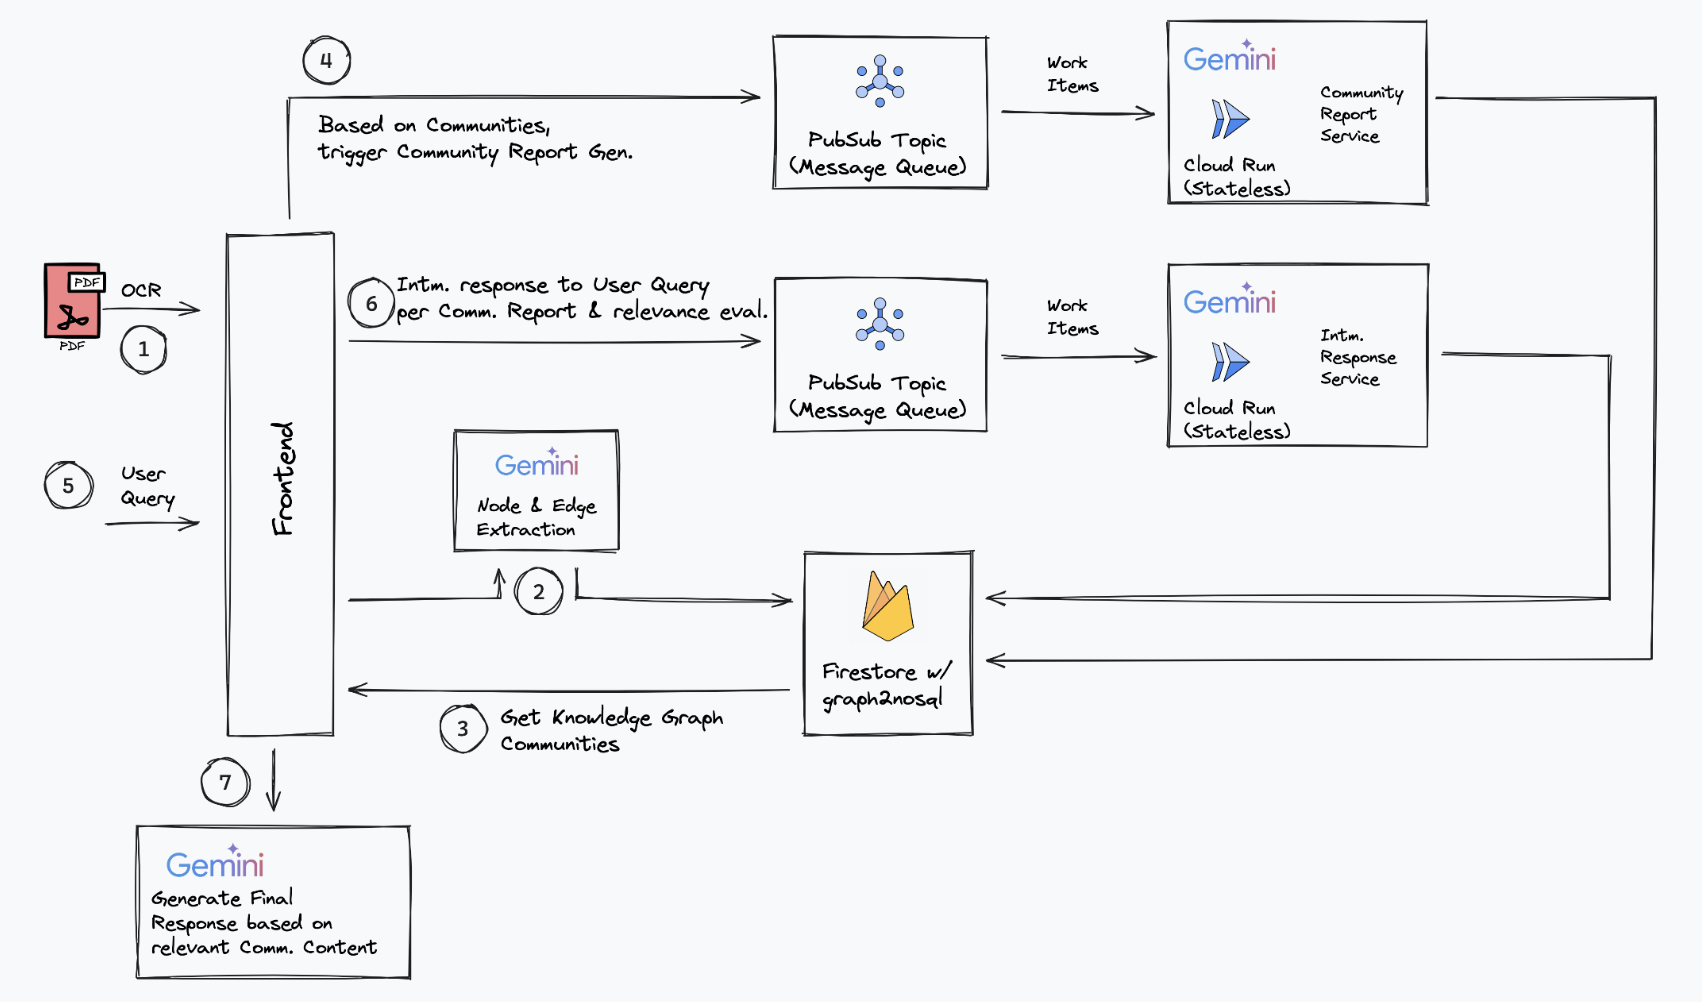 4
Based on Communities,
trigger Community Report Gen.
PubSub Topic
(Message Queue)
Work
Items
Gemini
Community
Report
Service
Cloud Run
(Stateless)
PDF
PDF
OCR
1
Frontend
6
Intm. response to User Query
per Comm. Report & relevance eval.
PubSub Topic
(Message Queue)
Work
Items
Gemini
Intm.
Response
Service
Cloud Run
(Stateless)
5
User
Query
Gemini
Node & Edge
Extraction
2
Firestore w/
graph2nosql
3
Get Knowledge Graph
Communities
7
Gemini
Generate Final
Response based on
relevant Comm. Content